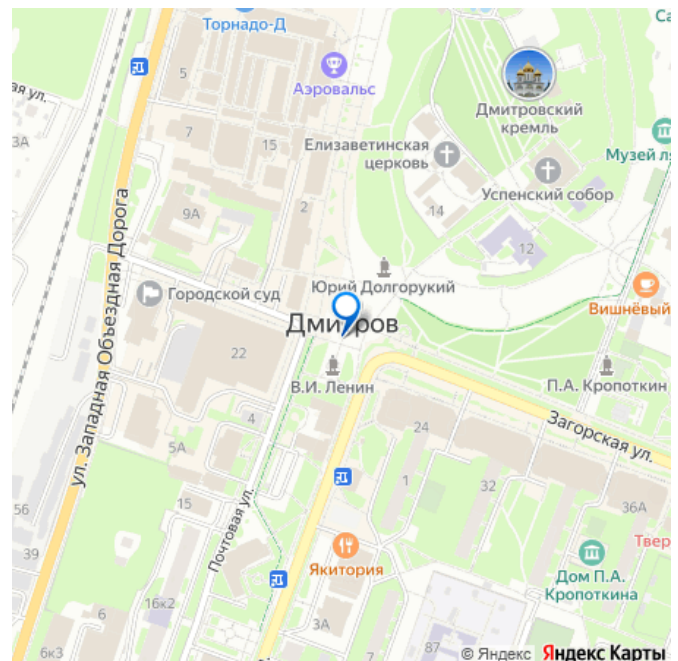 Торнадо-Д
5
Аэровальс
Дмитровский
кремль
ая ул.
3А
7
15
Елизаветинская
церковь
Музей
Успенский собор
9А
2
14
12
ул. Западная Объездная Дорога
Юрий Долгорукий
Городской суд
Вишнёвый
Дмитров
22
В.И. Ленин
П.А. Кропоткин
4
24
Загорская ул.
5А
15
1
32
36А
56
Почтовая ул.
39
Якитория
Твер
Дом П.А.
Кропоткина
16к2
3А
87
6к3
© Яндекс Яндекс Карты